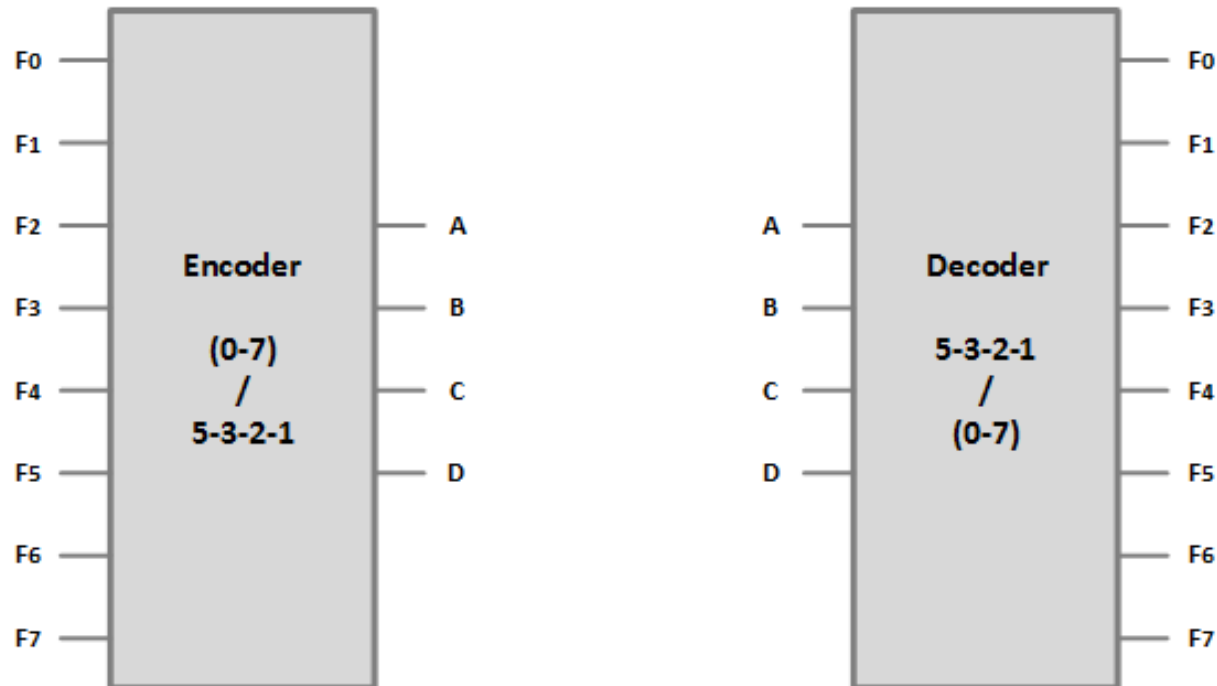 F0
F1
F2
F3
F4
F5
F6
F7
Encoder
(0-7)
/
5-3-2-1
A
B
C
D
A
B
C
D
Decoder
5-3-2-1
/
(0-7)
F0
F1
F2
F3
F4
F5
F6
F7